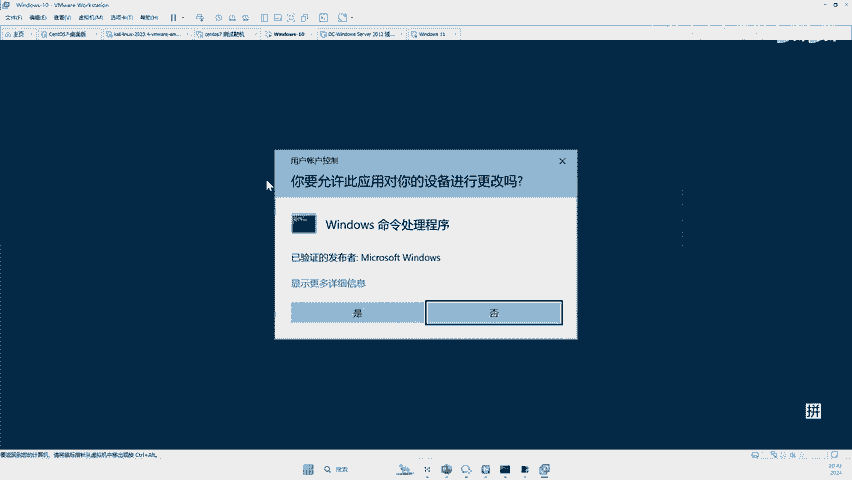 Windows-10 - VMware Workstation
文件(F) 编辑(E) 查看(V) 虚拟机(M) 选项卡(T) 帮助(H)
主页 CentOS7-桌面版 kali-linux-2023.4-vmware-am... centos7 测试靶机 Windows-10 DC-Windows Server 2012 域... Windows 11
用户帐户控制
你要允许此应用对你的设备进行更改吗?
Windows 命令处理程序
已验证的发布者: Microsoft Windows
显示更多详细信息
是 否
拼
要返回到您的计算机，请将鼠标指针从虚拟机中移出或按 Ctrl+Alt。
搜索
2024